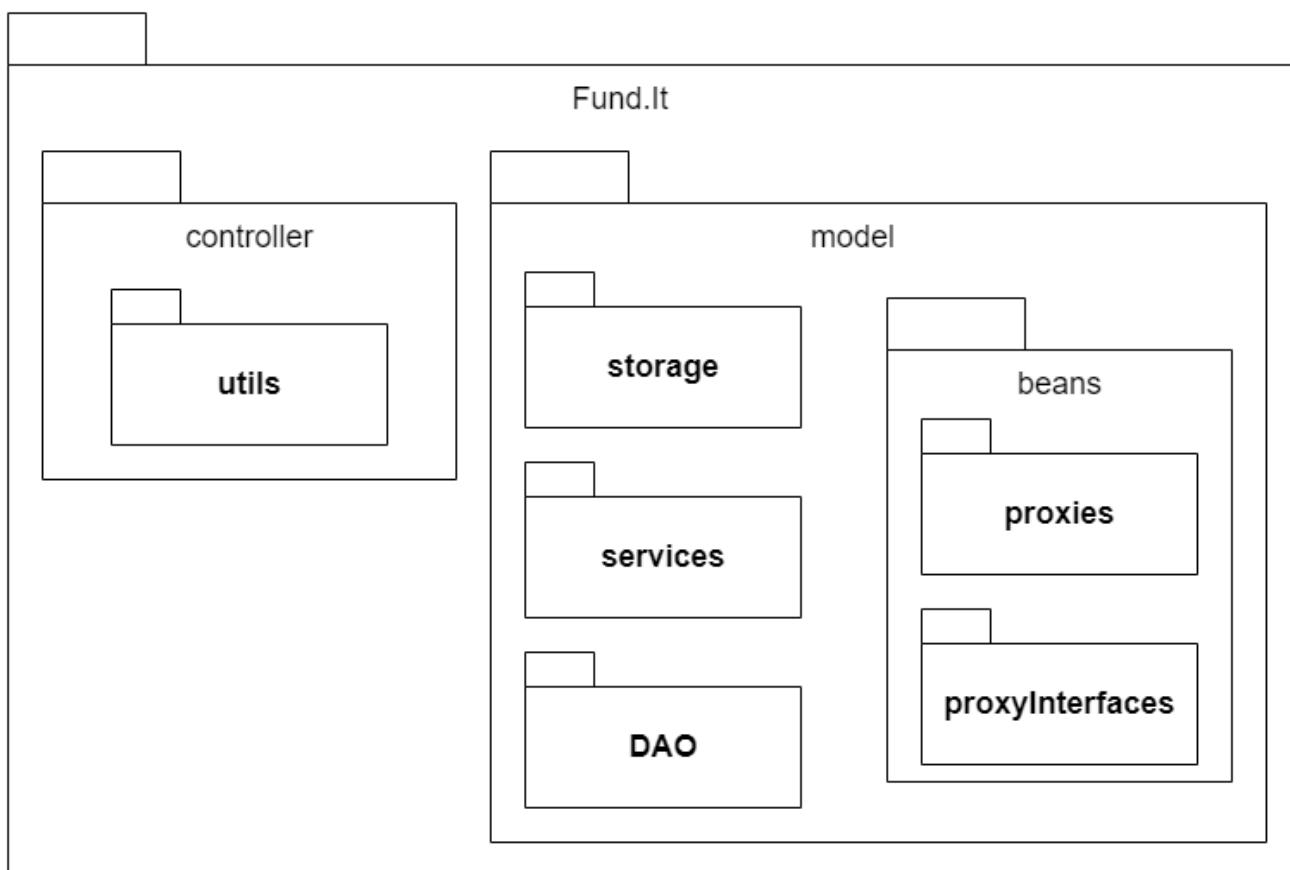 Fund.It
controller
utils
model
storage
services
DAO
beans
proxies
proxyInterfaces